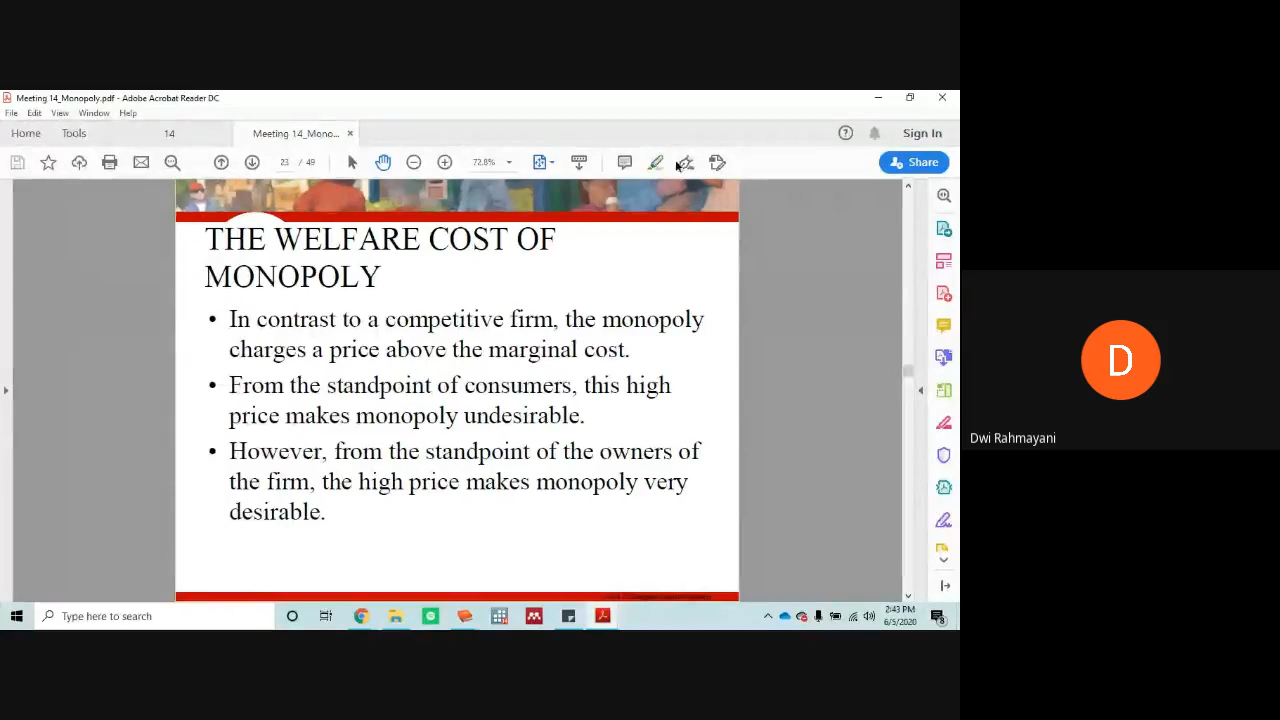 Meeting 14_Monopoly.pdf - Adobe Acrobat Reader DC
File Edit View Window Help
Home Tools 14 Meeting 14_Mono... × Sign In
23 / 49 72.8% Share
THE WELFARE COST OF
MONOPOLY
• In contrast to a competitive firm, the monopoly
charges a price above the marginal cost.
• From the standpoint of consumers, this high
price makes monopoly undesirable.
• However, from the standpoint of the owners of
the firm, the high price makes monopoly very
desirable.
D
Dwi Rahmayani
Type here to search
2:43 PM
6/5/2020
8